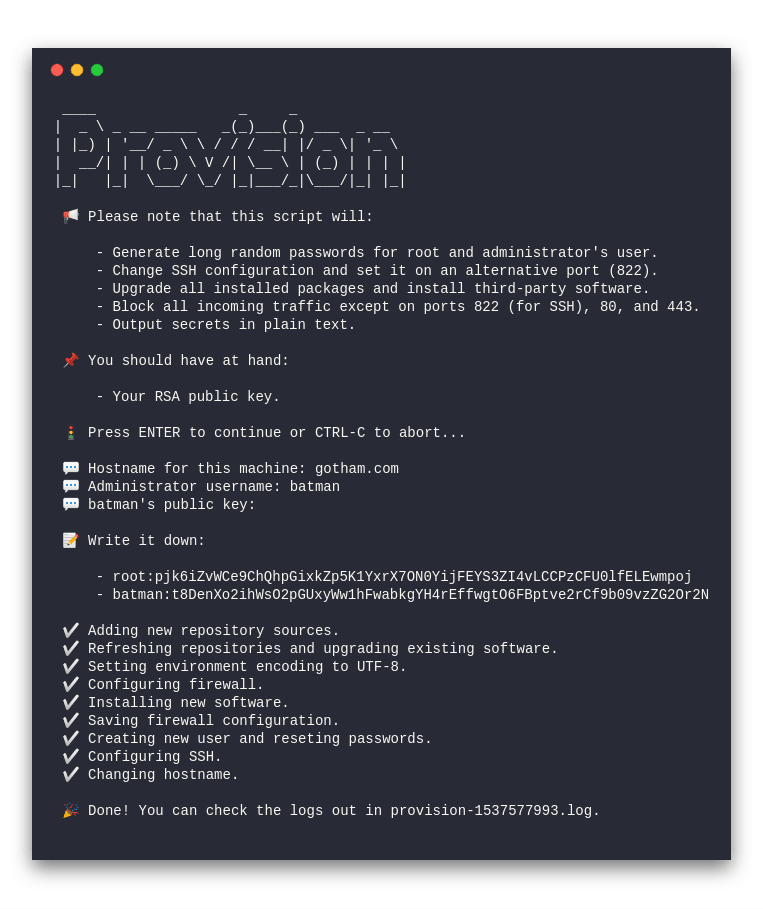 ____                 _     _
|  _ \ _ __ _____   _(_)___(_) ___  _ __
| |_) | '__/ _ \ \ / / / __| |/ _ \| '_ \
|  __/| | | (_) \ V /| \__ \ | (_) | | | |
|_|   |_|  \___/ \_/ |_|___/_|\___/|_| |_|
📢 Please note that this script will:
- Generate long random passwords for root and administrator's user.
- Change SSH configuration and set it on an alternative port (822).
- Upgrade all installed packages and install third-party software.
- Block all incoming traffic except on ports 822 (for SSH), 80, and 443.
- Output secrets in plain text.
📌 You should have at hand:
- Your RSA public key.
🚦 Press ENTER to continue or CTRL-C to abort...
💬 Hostname for this machine: gotham.com
💬 Administrator username: batman
💬 batman's public key:
📝 Write it down:
- root:pjk6iZvWCe9ChQhpGixkZp5K1YxrX7ON0YijFEYS3ZI4vLCCPzCFU0lfELEwmpoj
- batman:t8DenXo2ihWsO2pGUxyWw1hFwabkgYH4rEffwgtO6FBptve2rCf9b09vzZG2Or2N
✔ Adding new repository sources.
✔ Refreshing repositories and upgrading existing software.
✔ Setting environment encoding to UTF-8.
✔ Configuring firewall.
✔ Installing new software.
✔ Saving firewall configuration.
✔ Creating new user and reseting passwords.
✔ Configuring SSH.
✔ Changing hostname.
🎉 Done! You can check the logs out in provision-1537577993.log.